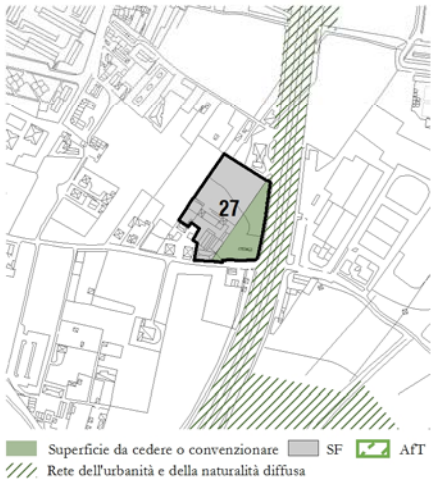 27
Superficie da cedere o convenzionare SF AfT
Rete dell'urbanità e della naturalità diffusa